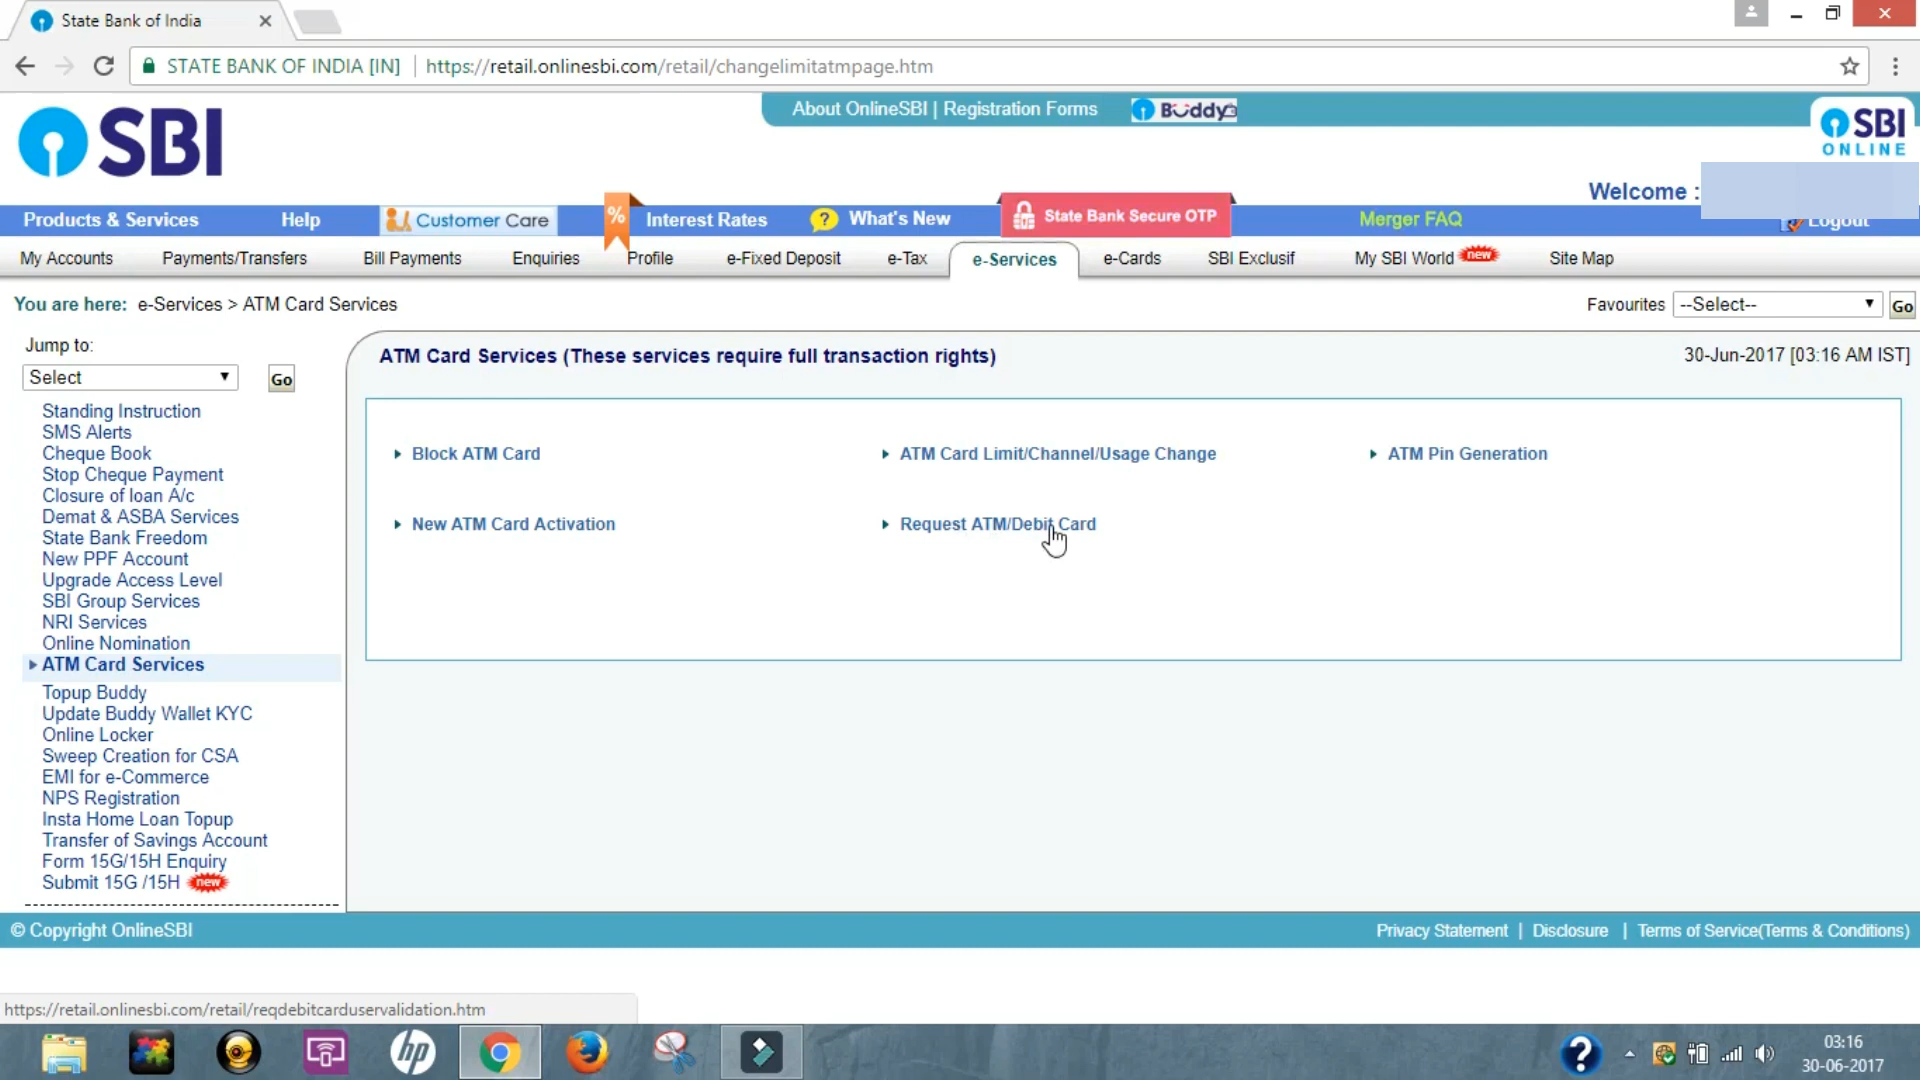 State Bank of India
STATE BANK OF INDIA [IN] https://retail.onlinesbi.com/retail/changelimitatmpage.htm
About OnlineSBI | Registration Forms Buddy
SBI
SBI
ONLINE
Welcome :
Products & Services Help Customer Care % Interest Rates ? What's New State Bank Secure OTP Merger FAQ Logout
My Accounts Payments/Transfers Bill Payments Enquiries Profile e-Fixed Deposit e-Tax e-Services e-Cards SBI Exclusif My SBI World new Site Map
You are here: e-Services > ATM Card Services Favourites --Select-- Go
Jump to:
Select Go
ATM Card Services (These services require full transaction rights) 30-Jun-2017 [03:16 AM IST]
Block ATM Card ATM Card Limit/Channel/Usage Change ATM Pin Generation
New ATM Card Activation Request ATM/Debit Card
Standing Instruction
SMS Alerts
Cheque Book
Stop Cheque Payment
Closure of loan A/c
Demat & ASBA Services
State Bank Freedom
New PPF Account
Upgrade Access Level
SBI Group Services
NRI Services
Online Nomination
ATM Card Services
Topup Buddy
Update Buddy Wallet KYC
Online Locker
Sweep Creation for CSA
EMI for e-Commerce
NPS Registration
Insta Home Loan Topup
Transfer of Savings Account
Form 15G/15H Enquiry
Submit 15G /15H new
© Copyright OnlineSBI Privacy Statement | Disclosure | Terms of Service(Terms & Conditions)
https://retail.onlinesbi.com/retail/reqdebitcarduservalidation.htm
hp ? 03:16
30-06-2017